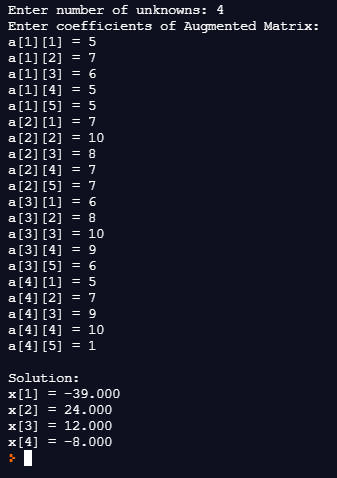 Enter number of unknowns: 4
Enter coefficients of Augmented Matrix:
a[1][1] = 5
a[1][2] = 7
a[1][3] = 6
a[1][4] = 5
a[1][5] = 5
a[2][1] = 7
a[2][2] = 10
a[2][3] = 8
a[2][4] = 7
a[2][5] = 7
a[3][1] = 6
a[3][2] = 8
a[3][3] = 10
a[3][4] = 9
a[3][5] = 6
a[4][1] = 5
a[4][2] = 7
a[4][3] = 9
a[4][4] = 10
a[4][5] = 1
Solution:
x[1] = -39.000
x[2] = 24.000
x[3] = 12.000
x[4] = -8.000